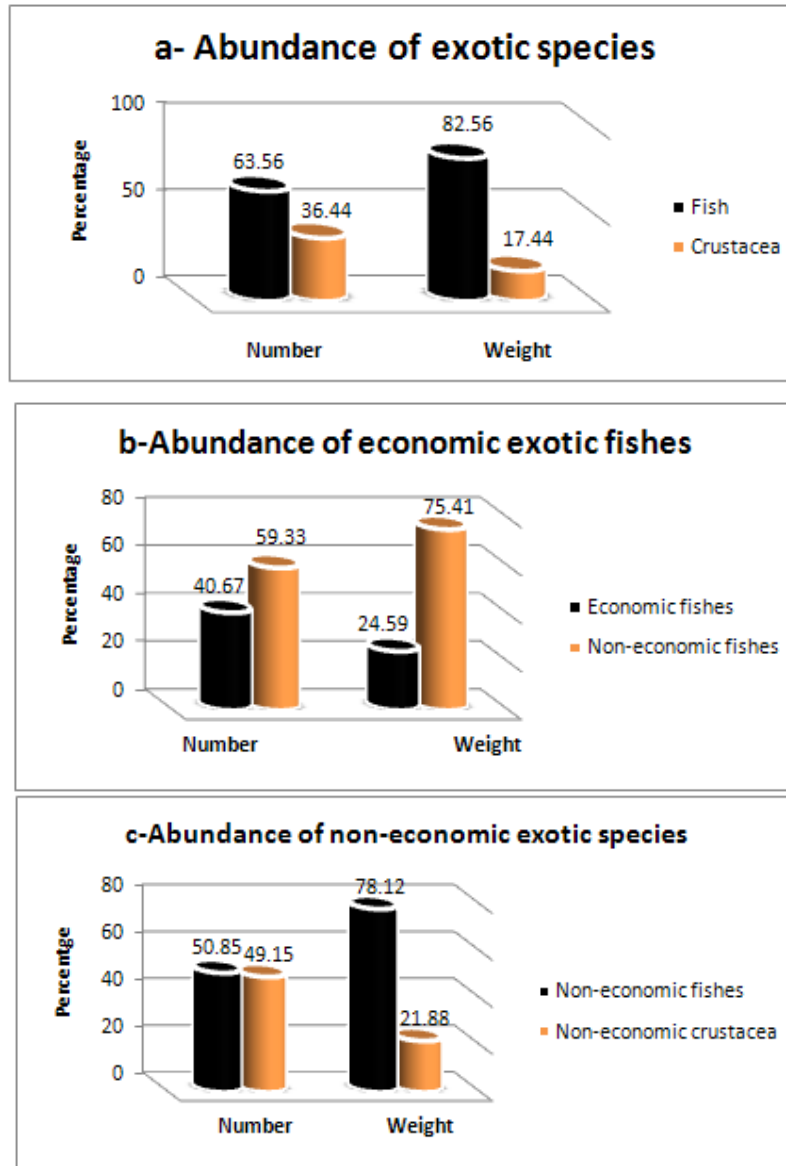 a- Abundance of exotic species
100
50
0
Percentage
63.56
36.44
82.56
17.44
Number
Weight
Fish
Crustacea
b-Abundance of economic exotic fishes
80
60
40
20
0
Percentage
40.67
59.33
24.59
75.41
Number
Weight
Economic fishes
Non-economic fishes
c-Abundance of non-economic exotic species
80
60
40
20
0
Percentge
50.85
49.15
78.12
21.88
Number
Weight
Non-economic fishes
Non-economic crustacea